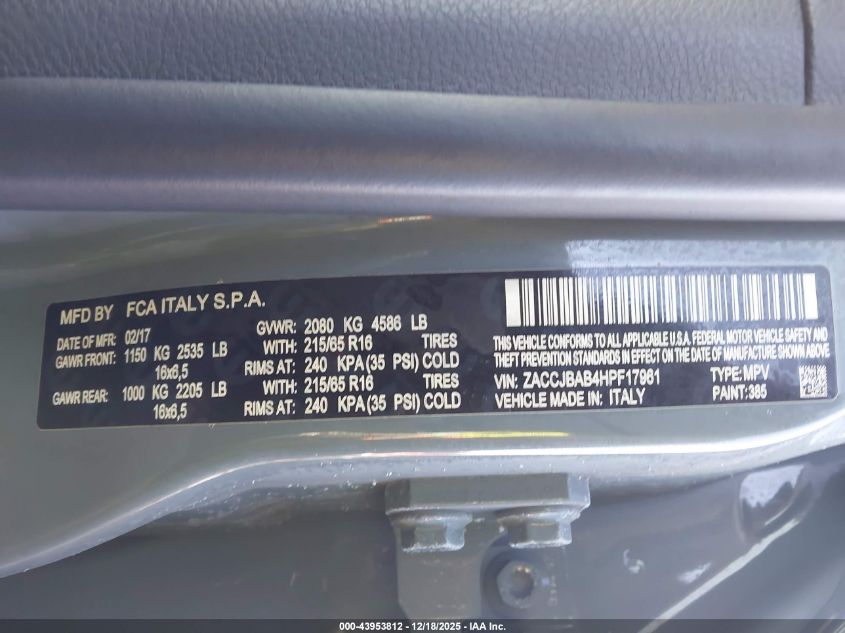 MFD BY FCA ITALY S.P.A.
DATE OF MFR: 02/17
GAWR FRONT: 1150 KG 2535 LB
16x6,5
GAWR REAR: 1000 KG 2205 LB
16x6,5
GVWR: 2080 KG 4586 LB
WITH: 215/65 R16 TIRES
RIMS AT: 240 KPA(35 PSI) COLD
WITH: 215/65 R16 TIRES
RIMS AT: 240 KPA(35 PSI) COLD
THIS VEHICLE CONFORMS TO ALL APPLICABLE U.S.A. FEDERAL MOTOR VEHICLE SAFETY AND
THEFT PREVENTION STANDARDS IN EFFECT ON THE DATE OF MANUFACTURE SHOWN ABOVE
VIN: ZACCJBAB4HPF17961 TYPE: MPV
VEHICLE MADE IN: ITALY PAINT: 385
000-43953812 - 12/18/2025 - IAA Inc.